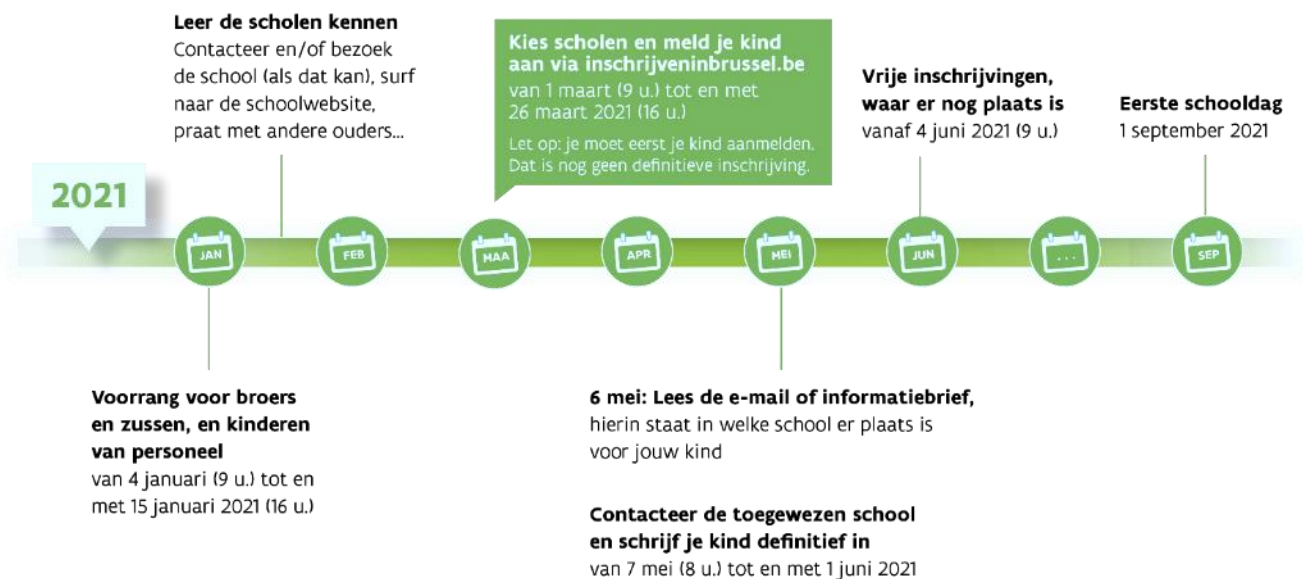 Leer de scholen kennen
Contacteer en/of bezoek
de school (als dat kan), surf
naar de schoolwebsite,
praat met andere ouders...
Kies scholen en meld je kind
aan via inschrijveninbrussel.be
van 1 maart (9 u.) tot en met
26 maart 2021 (16 u.)
Let op: je moet eerst je kind aanmelden.
Dat is nog geen definitieve inschrijving.
Vrije inschrijvingen,
waar er nog plaats is
vanaf 4 juni 2021 (9 u.)
Eerste schooldag
1 september 2021
2021
JAN
FEB
MAA
APR
MEI
JUN
...
SEP
Voorrang voor broers
en zussen, en kinderen
van personeel
van 4 januari (9 u.) tot en
met 15 januari 2021 (16 u.)
6 mei: Lees de e-mail of informatiebrief,
hierin staat in welke school er plaats is
voor jouw kind
Contacteer de toegewezen school
en schrijf je kind definitief in
van 7 mei (8 u.) tot en met 1 juni 2021